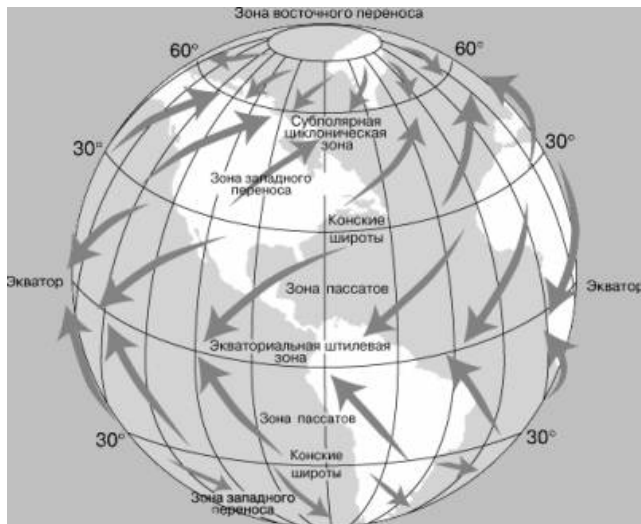 Зона восточного переноса
60°
60°
Субполярная
циклоническая
зона
30°
30°
Зона западного
переноса
Конские
широты
Экватор
Зона пассатов
Экватор
Экваториальная штилевая
зона
Зона пассатов
30°
30°
Конские
широты
Зона западного
переноса